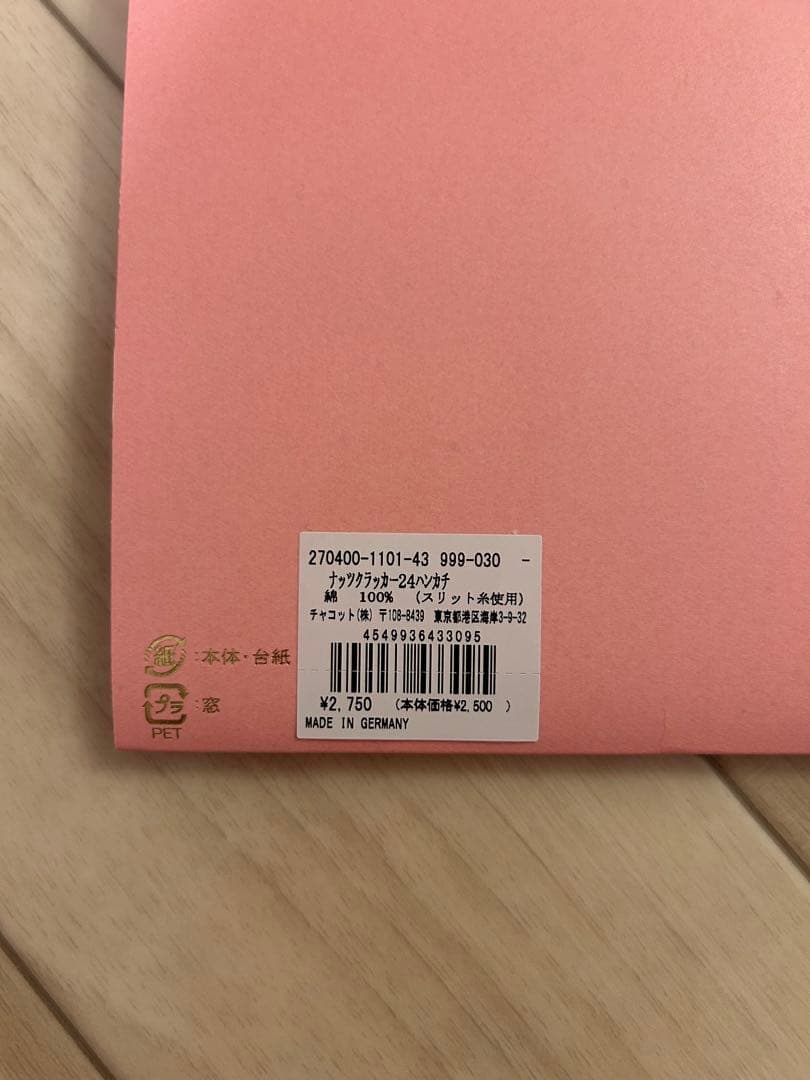 270400-1101-43 999-030 -
ﾅｯﾂｸﾗｯｶｰ24ﾊﾝｶﾁ
綿 100% (スリット糸使用)
チャコット(株) 〒108-8439 東京都港区海岸3-9-32
4549936433095
¥2,750 (本体価格¥2,500 )
MADE IN GERMANY
紙 :本体・台紙
プラ :窓
PET